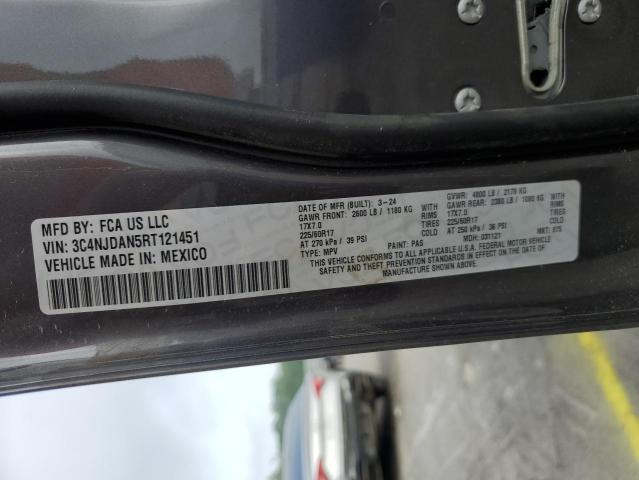 MFD BY: FCA US LLC
VIN: 3C4NJDAN5RT121451
VEHICLE MADE IN: MEXICO
DATE OF MFR (BUILT): 3-24
GAWR FRONT: 2600 LB / 1180 KG
17X7.0 RIMS
225/60R17 TIRES
AT 270 kPa / 39 PSI COLD
TYPE: MPV PAINT: PAS
GVWR: 4800 LB / 2178 KG
GAWR REAR: 2380 LB / 1080 KG
17X7.0 RIMS
225/60R17 TIRES
AT 250 kPa / 36 PSI COLD
MDH: 031121
MKT: 875
THIS VEHICLE CONFORMS TO ALL APPLICABLE U.S.A. FEDERAL MOTOR VEHICLE
SAFETY AND THEFT PREVENTION STANDARDS IN EFFECT ON THE DATE OF
MANUFACTURE SHOWN ABOVE.